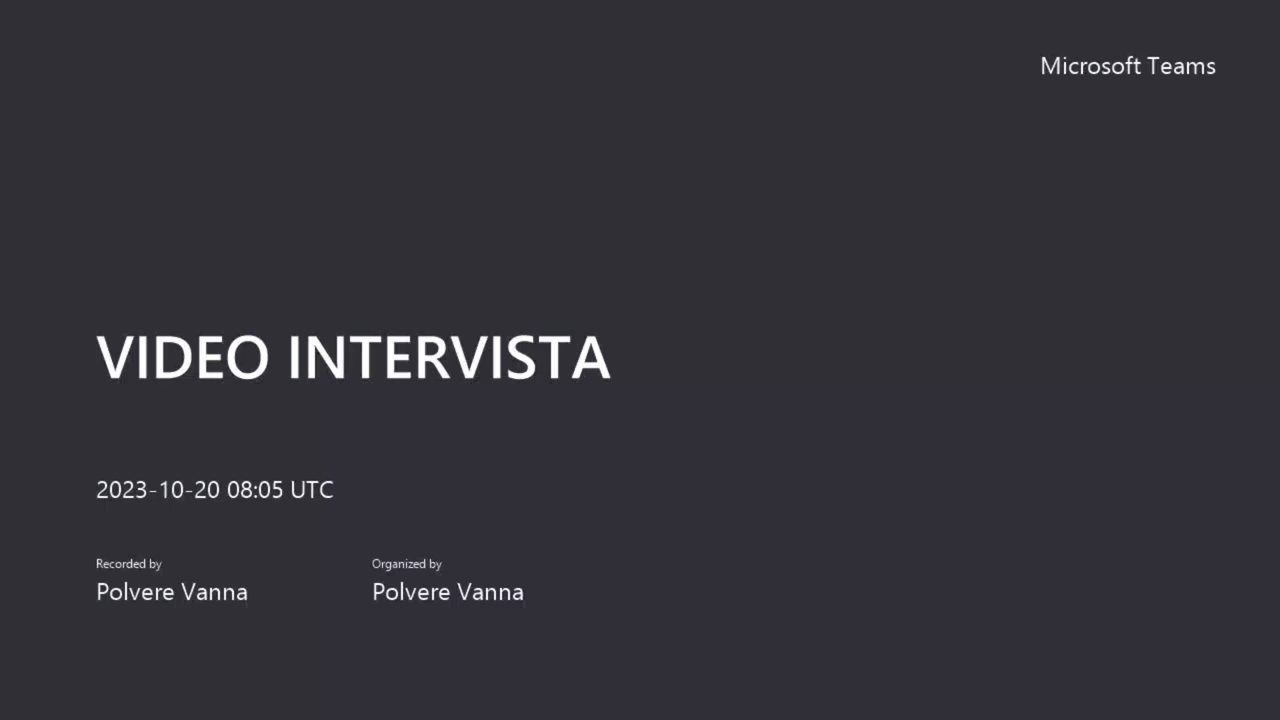 Microsoft Teams
VIDEO INTERVISTA
2023-10-20 08:05 UTC
Recorded by
Polvere Vanna
Organized by
Polvere Vanna